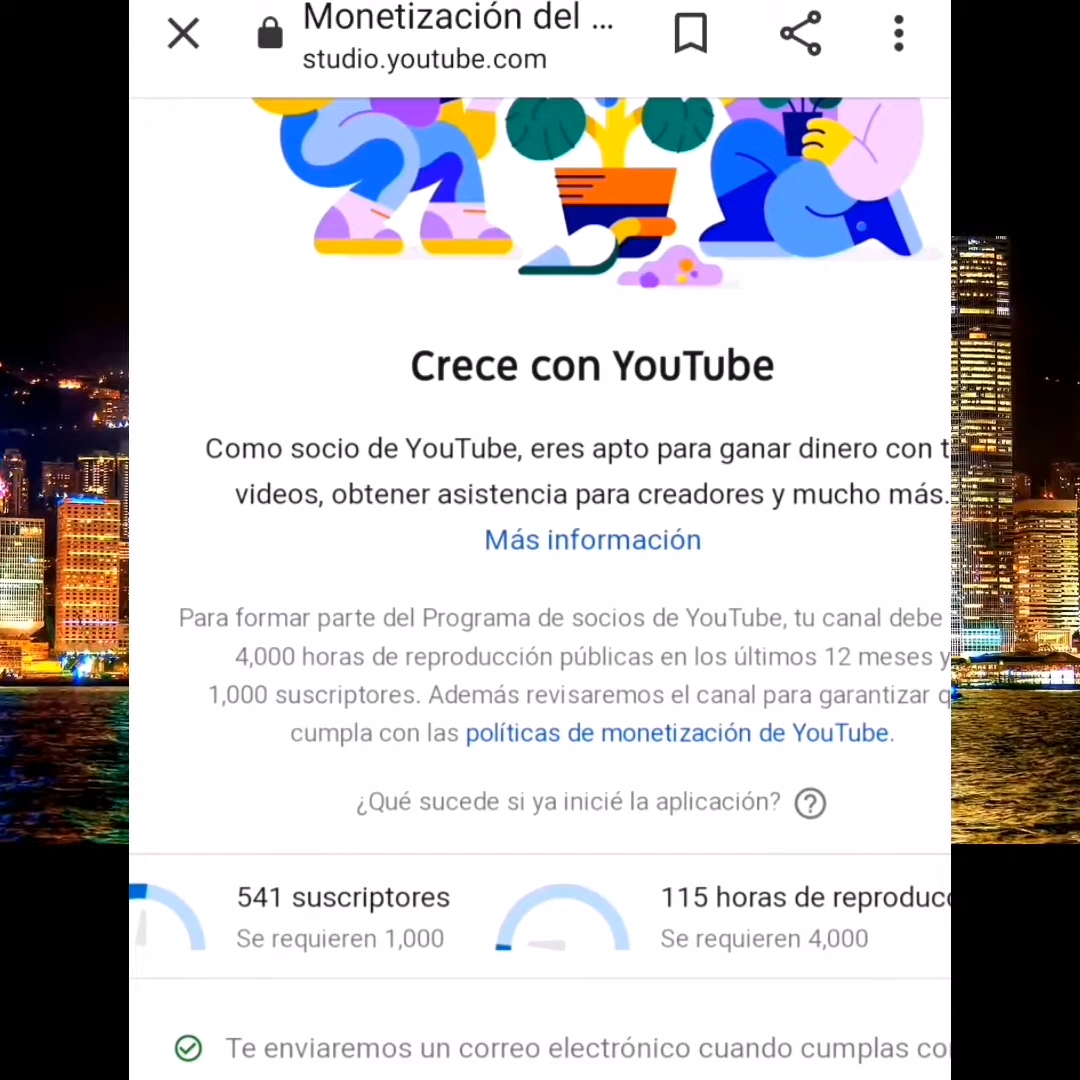 Monetización del ...
studio.youtube.com
Crece con YouTube
Como socio de YouTube, eres apto para ganar dinero con t
videos, obtener asistencia para creadores y mucho más.
Más información
Para formar parte del Programa de socios de YouTube, tu canal debe
4,000 horas de reproducción públicas en los últimos 12 meses y
1,000 suscriptores. Además revisaremos el canal para garantizar q
cumpla con las políticas de monetización de YouTube.
¿Qué sucede si ya inicié la aplicación? ?
541 suscriptores
Se requieren 1,000
115 horas de reproducc
Se requieren 4,000
Te enviaremos un correo electrónico cuando cumplas co